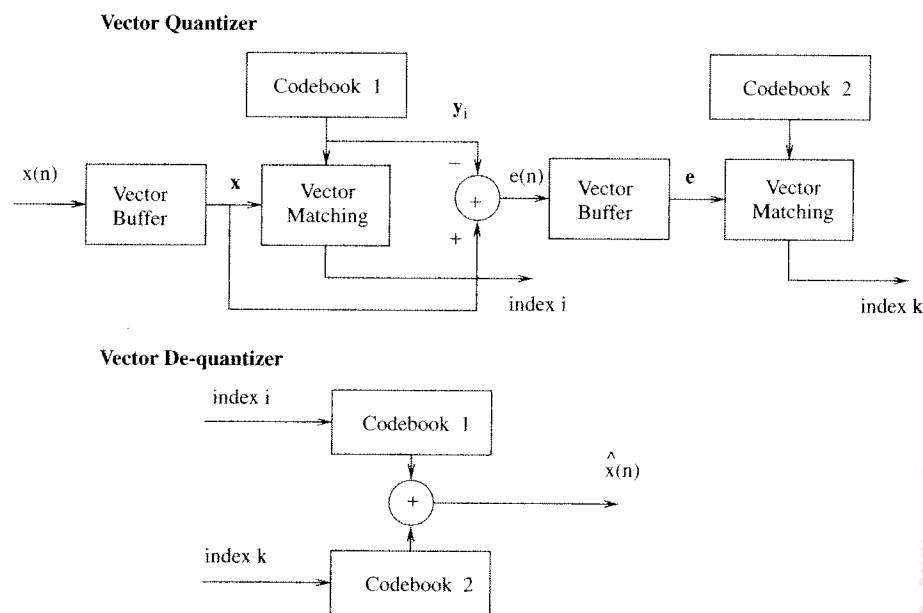 Vector Quantizer
Codebook 1
Codebook 2
y_i
x(n)
Vector
Buffer
x
Vector
Matching
−
+
+
e(n)
Vector
Buffer
e
Vector
Matching
index i
index k
Vector De-quantizer
index i
Codebook 1
+
x̂(n)
index k
Codebook 2